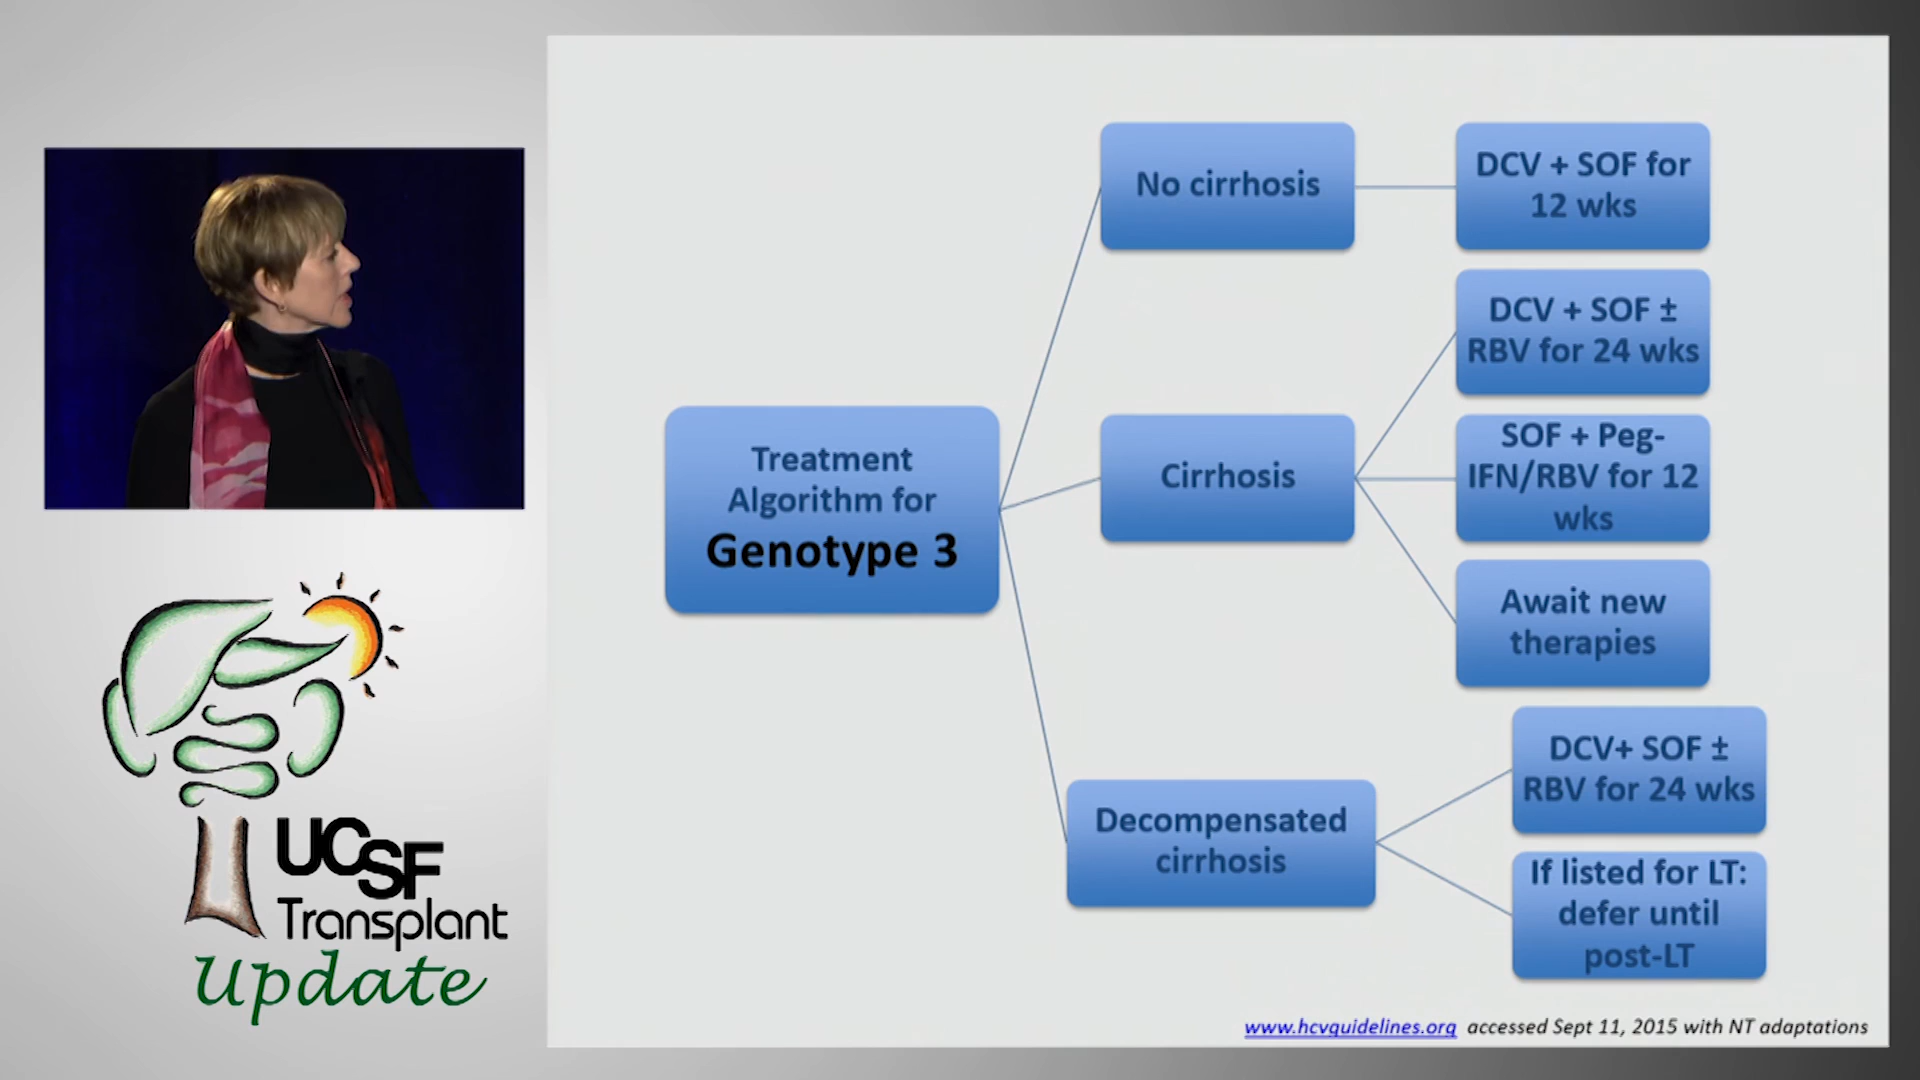 UCSF
Transplant
Update
Treatment
Algorithm for
Genotype 3
No cirrhosis
DCV + SOF for
12 wks
Cirrhosis
DCV + SOF ±
RBV for 24 wks
SOF + Peg-
IFN/RBV for 12
wks
Await new
therapies
Decompensated
cirrhosis
DCV+ SOF ±
RBV for 24 wks
If listed for LT:
defer until
post-LT
www.hcvguidelines.org accessed Sept 11, 2015 with NT adaptations